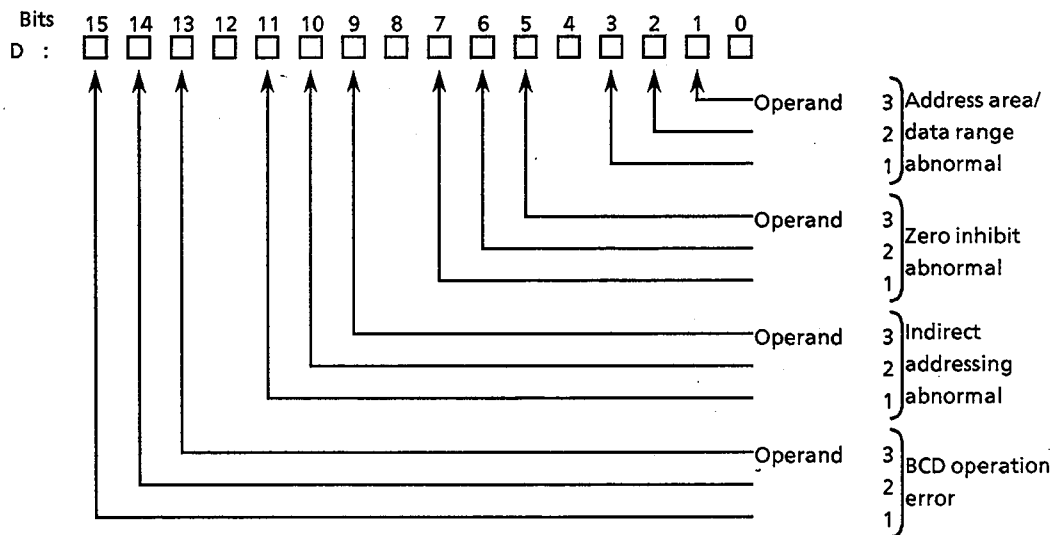 Bits 15 14 13 12 11 10 9 8 7 6 5 4 3 2 1 0
D :
Operand 3 Address area/
2 data range
1 abnormal
Operand 3
2 Zero inhibit
1 abnormal
Operand 3 Indirect
2 addressing
1 abnormal
Operand 3
2 BCD operation
1 error